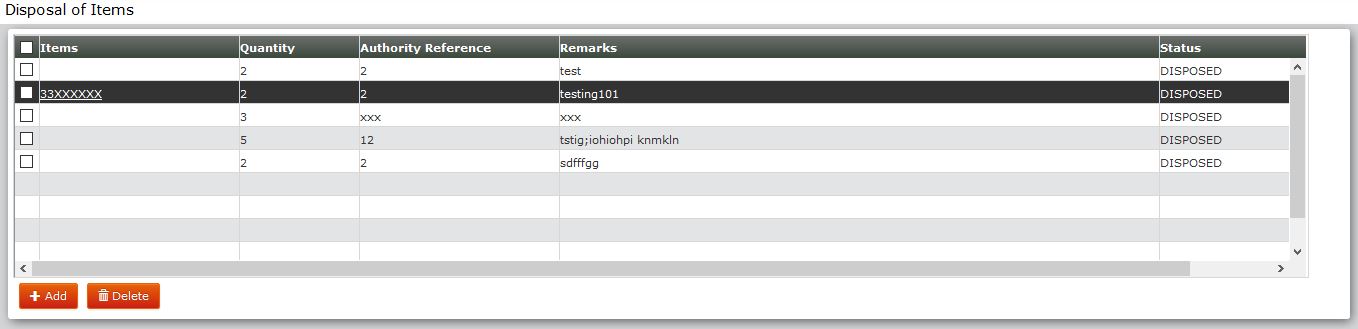 Disposal of Items
Items Quantity Authority Reference Remarks Status
2 2 test DISPOSED
33XXXXXX 2 2 testing101 DISPOSED
3 xxx xxx DISPOSED
5 12 tstig;iohiohpi knmkln DISPOSED
2 2 sdfffgg DISPOSED
Add Delete